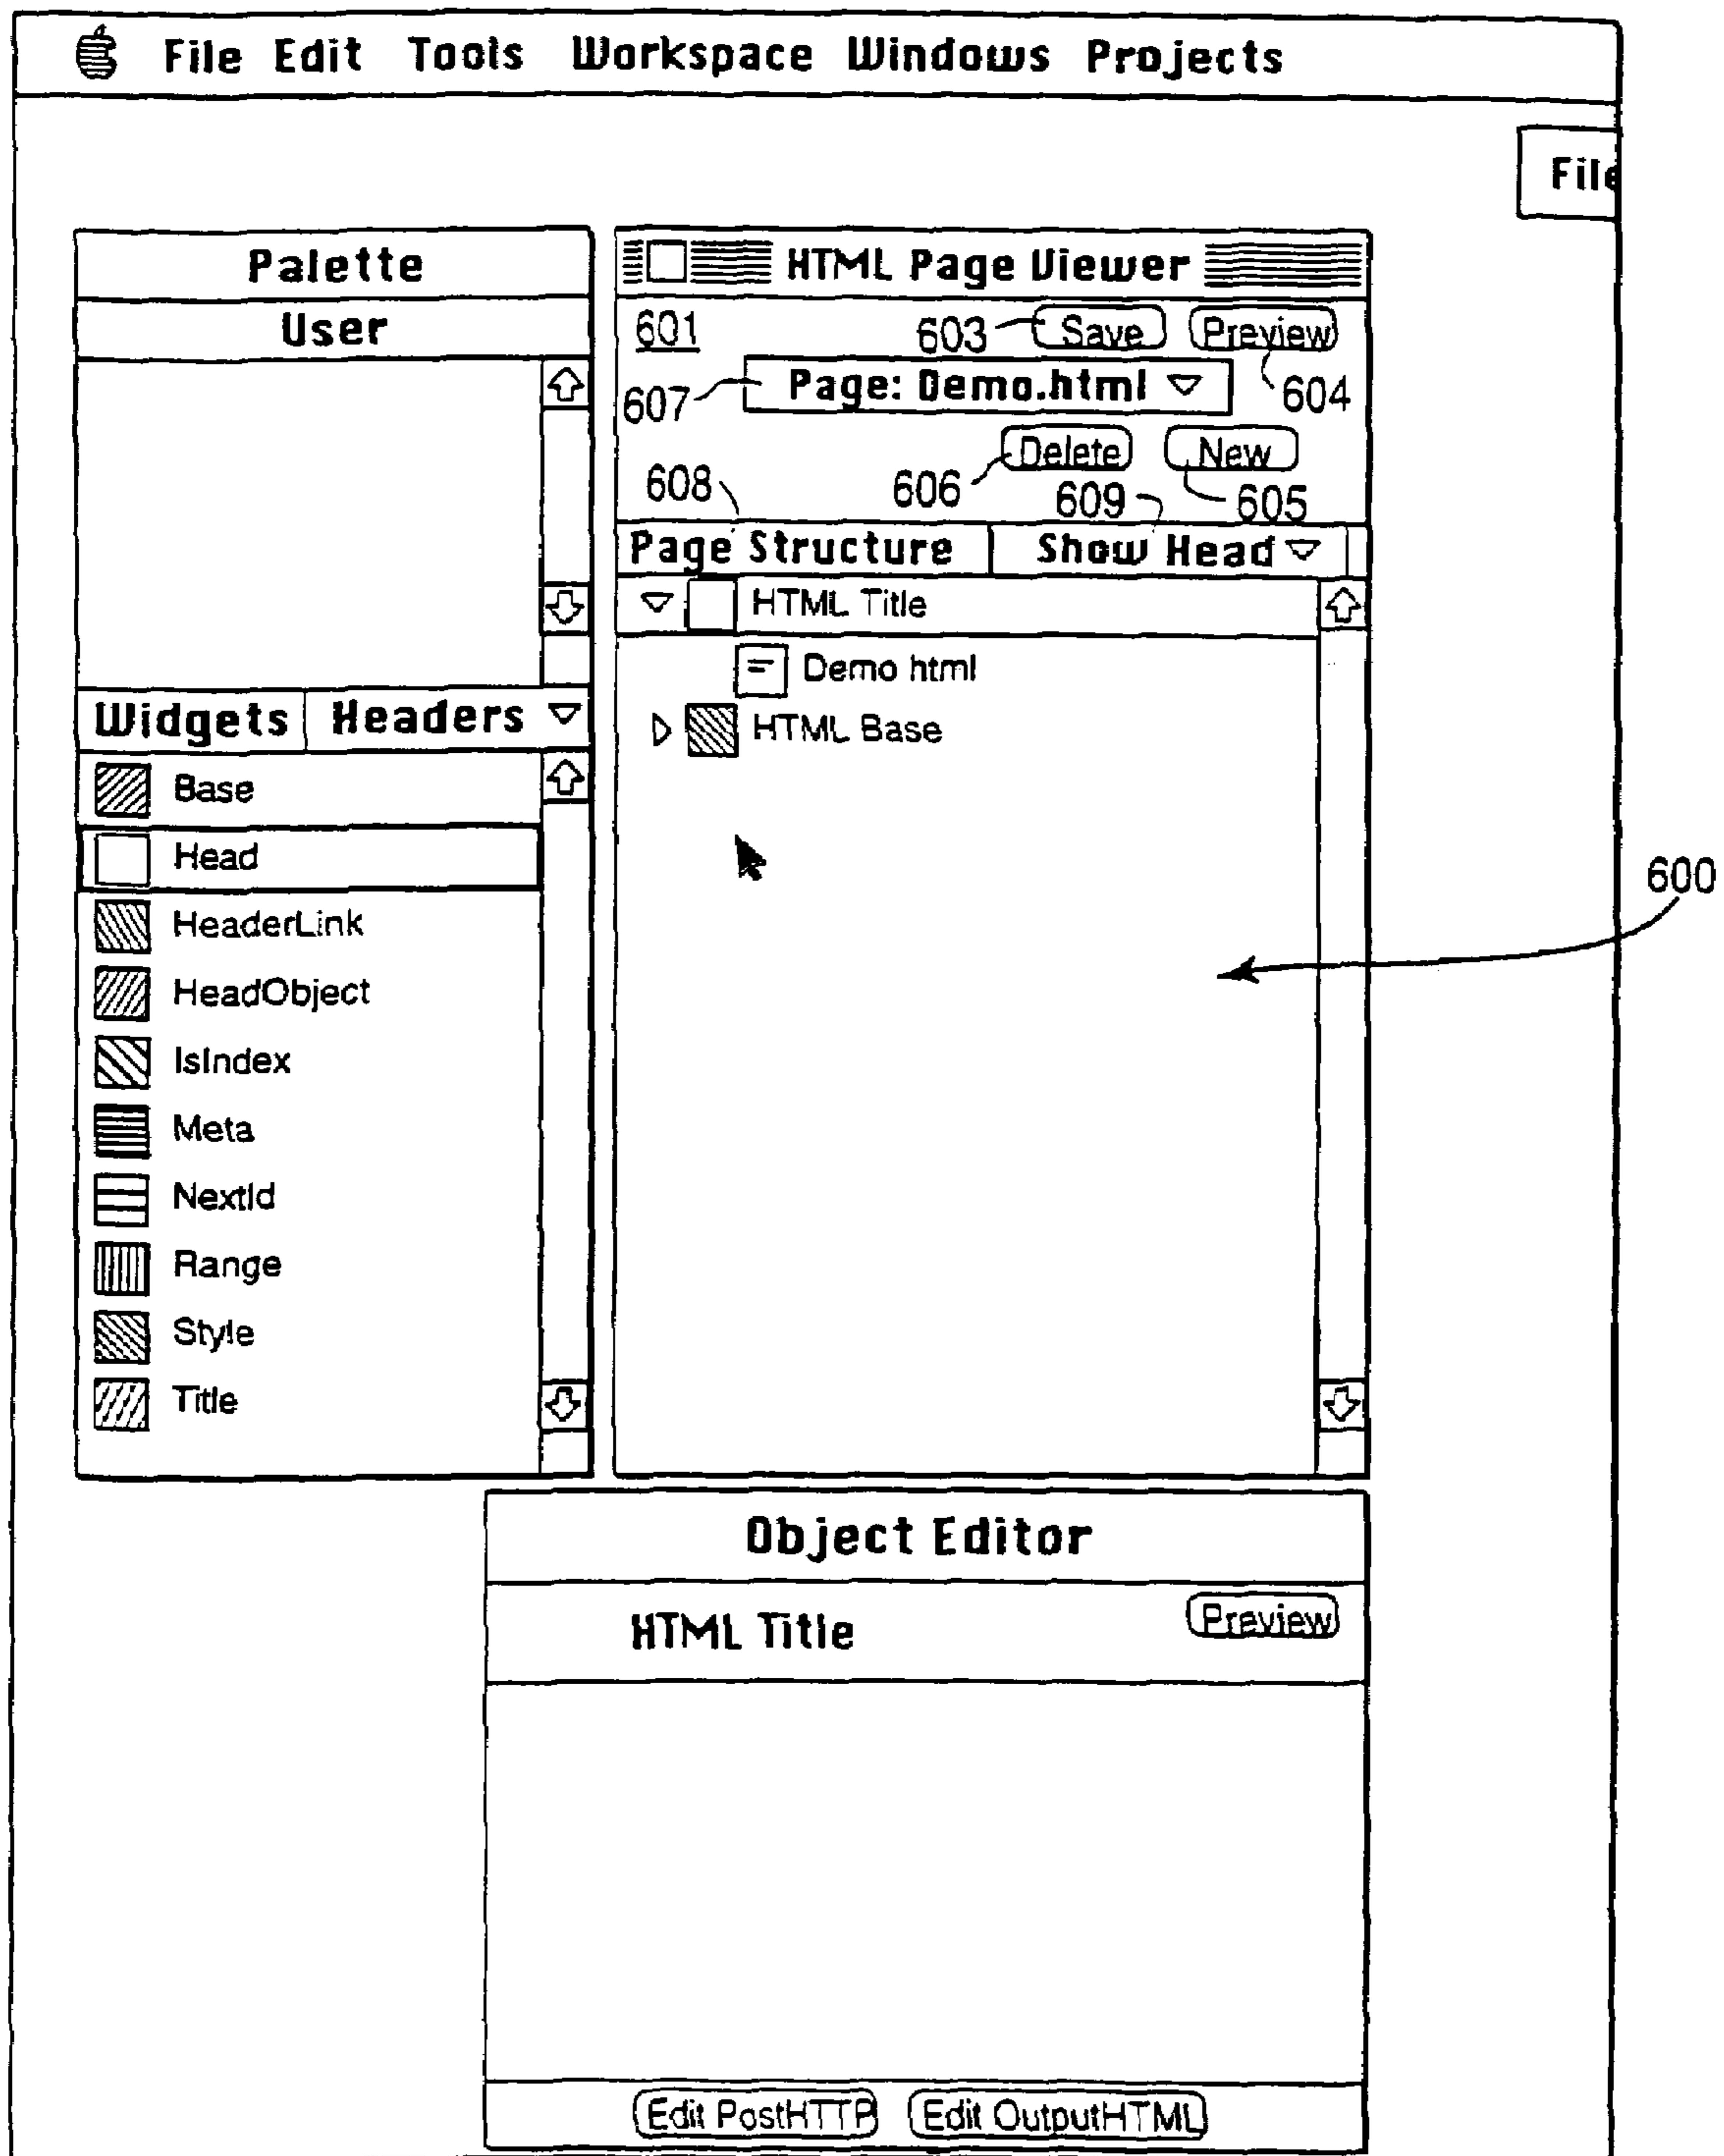 File Edit Tools Workspace Windows Projects
File
Palette
User
Widgets Headers
Base
Head
HeaderLink
HeadObject
IsIndex
Meta
NextId
Range
Style
Title
HTML Page Viewer
601 603 Save Preview
607 Page: Demo.html 604
Delete New
608 606 609 605
Page Structure Show Head
HTML Title
Demo html
HTML Base
600
Object Editor
HTML Title Preview
Edit PostHTTP Edit OutputHTML